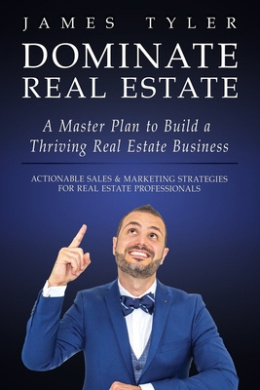 JAMES TYLER
DOMINATE
REAL ESTATE
A Master Plan to Build a
Thriving Real Estate Business
ACTIONABLE SALES & MARKETING STRATEGIES
FOR REAL ESTATE PROFESSIONALS